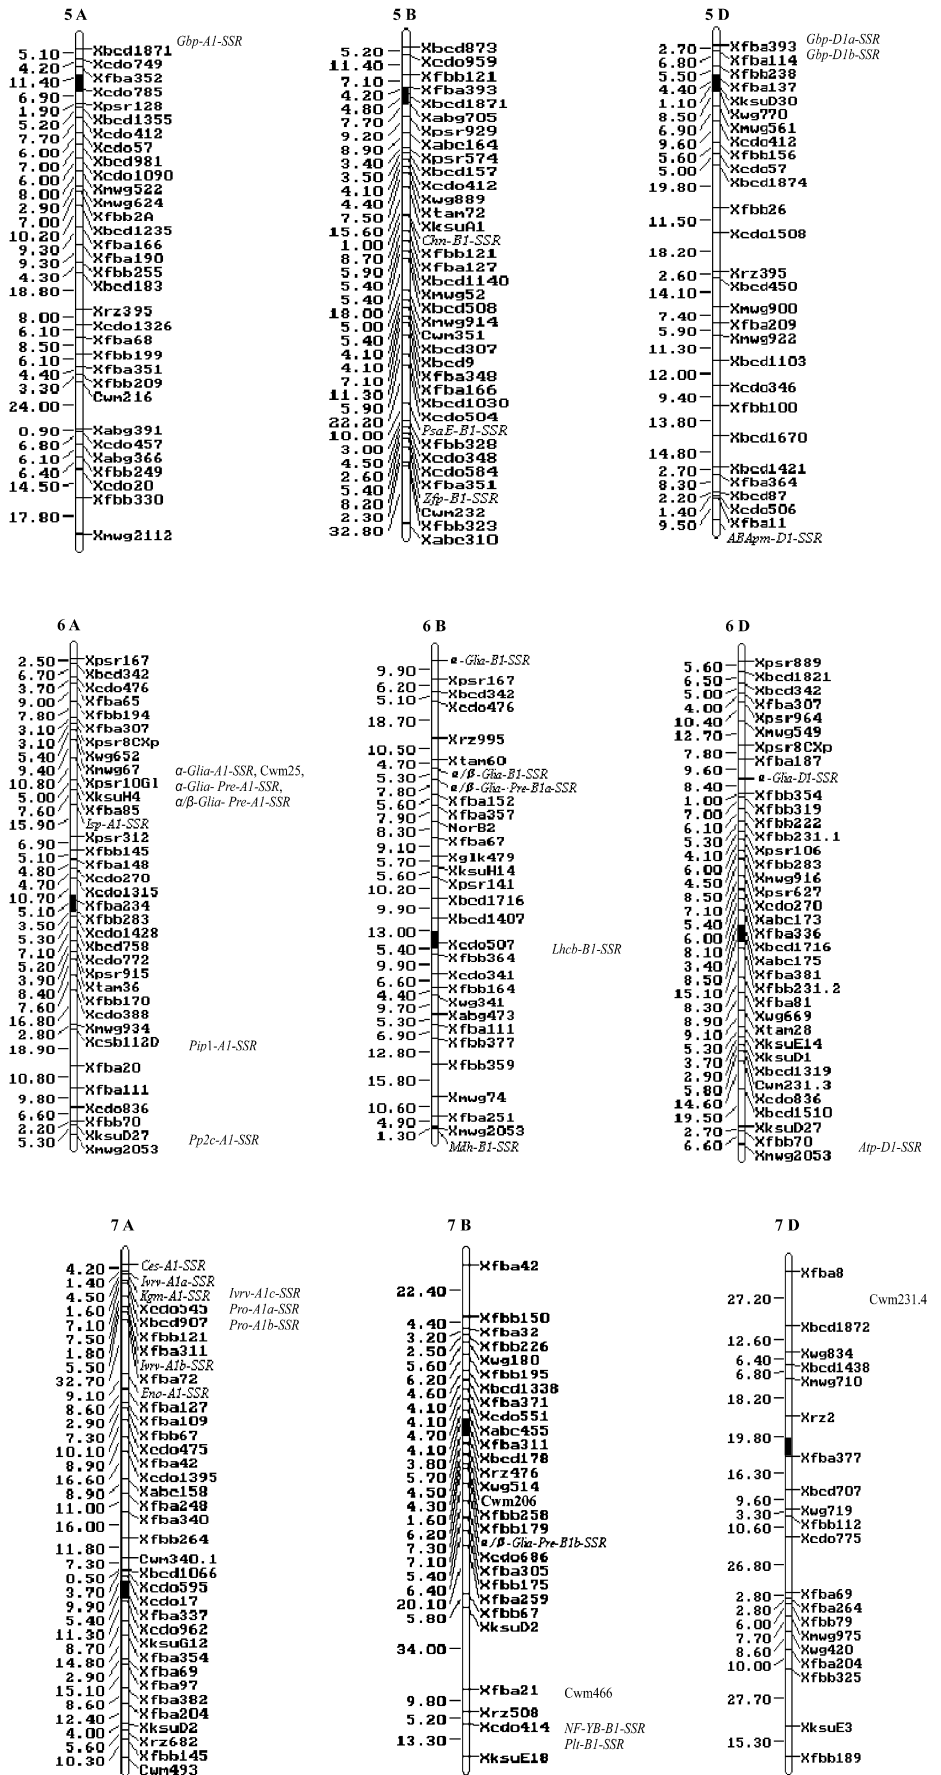 5 A
Gbp-A1-SSR
5.10 Xbcd1871
4.20 Xcdo749
11.40 Xfba352
6.90 Xcdo785
1.90 Xpsr128
5.20 Xbcd1355
7.70 Xcdo412
6.00 Xcdo57
7.00 Xbcd981
6.00 Xcdo1090
8.00 Xmwg522
2.90 Xmwg624
7.00 Xfbb2A
10.20 Xbcd1235
9.30 Xfba166
9.30 Xfba190
4.30 Xfbb255
18.80 Xbcd183
8.00 Xrz395
6.10 Xcdo1326
8.50 Xfba68
6.10 Xfbb199
4.40 Xfba351
3.30 Xfbb209
24.00 Cwm216
0.90 Xabg391
6.80 Xcdo457
6.10 Xabg366
6.40 Xfbb249
14.50 Xcdo20
17.80 Xfbb330
Xmwg2112
5 B
5.20 Xbcd873
11.40 Xcdo959
7.10 Xfbb121
4.20 Xfba393
4.80 Xbcd1871
7.70 Xabg705
9.20 Xpsr929
8.90 Xabc164
3.40 Xpsr574
3.50 Xbcd157
4.10 Xcdo412
4.40 Xwg889
7.50 Xtam72
15.60 XksuA1
1.00 Chn-B1-SSR
8.70 Xfbb121
5.90 Xfba127
5.40 Xbcd1140
5.40 Xmwg52
18.00 Xbcd508
5.00 Xmwg914
5.40 Cwm351
4.10 Xbcd307
4.10 Xbcd9
7.10 Xfba348
11.30 Xfba166
5.90 Xbcd1030
22.20 Xcdo504
10.00 PsaE-B1-SSR
3.00 Xfbb328
4.50 Xcdo348
2.60 Xcdo584
5.40 Xfba351
8.20 Zfp-B1-SSR
2.30 Cwm232
32.80 Xfbb323
Xabc310
5 D
2.70 Xfba393 Gbp-D1a-SSR
6.80 Xfba114 Gbp-D1b-SSR
5.50 Xfbb238
4.40 Xfba137
1.10 XksuD30
8.50 Xwg770
6.90 Xmwg561
9.60 Xcdo412
5.60 Xfbb156
5.00 Xcdo57
19.80 Xbcd1874
11.50 Xfbb26
18.20 Xcdo1508
2.60 Xrz395
14.10 Xbcd450
7.40 Xmwg900
5.90 Xfba209
11.30 Xmwg922
12.00 Xbcd1103
9.40 Xcdo346
13.80 Xfbb100
14.80 Xbcd1670
2.70 Xbcd1421
8.30 Xfba364
2.20 Xbcd87
1.40 Xcdo506
9.50 Xfba11
ABApm-D1-SSR
6 A
2.50 Xpsr167
6.70 Xbcd342
3.70 Xcdo476
9.00 Xfba65
7.80 Xfbb194
3.10 Xfba307
3.10 Xpsr8CXp
5.40 Xwg652
9.40 Xmwg67 α-Glia-A1-SSR, Cwm25,
10.80 Xpsr10Gl α-Glia- Pre-A1-SSR,
5.00 XksuH4 α/β-Glia- Pre-A1-SSR
7.60 Xfba85
15.90 Isp-A1-SSR
6.90 Xpsr312
5.10 Xfbb145
4.80 Xfba148
4.70 Xcdo270
10.70 Xcdo1315
5.10 Xfba234
3.50 Xfbb283
5.30 Xcdo1428
7.10 Xbcd758
5.20 Xcdo772
3.90 Xpsr915
8.40 Xtam36
7.60 Xfbb170
16.80 Xcdo388
2.80 Xmwg934
18.90 Xcsb112D Pip1-A1-SSR
10.80 Xfba20
9.80 Xfba111
6.60 Xcdo836
2.20 Xfbb70
5.30 XksuD27 Pp2c-A1-SSR
Xmwg2053
6 B
α-Glia-B1-SSR
9.90 Xpsr167
6.20 Xbcd342
5.10 Xcdo476
18.70
10.50 Xrz995
4.70 Xtam60
5.30 α/β-Glia-B1-SSR
7.80 α/β-Glia-Pre-B1a-SSR
5.60 Xfba152
7.90 Xfba357
8.30 NorB2
9.10 Xfba67
5.70 Xglk479
5.60 XksuH14
10.20 Xpsr141
9.90 Xbcd1716
13.00 Xbcd1407
5.40 Xcdo507 Lhcb-B1-SSR
9.90 Xfbb364
6.60 Xcdo341
4.40 Xfbb164
9.70 Xwg341
5.30 Xabg473
6.90 Xfba111
12.80 Xfbb377
15.80 Xfbb359
10.60 Xmwg74
4.90 Xfba251
1.30 Xmwg2053
Mdh-B1-SSR
6 D
5.60 Xpsr889
6.50 Xbcd1821
5.00 Xbcd342
4.00 Xfba307
10.40 Xpsr964
12.70 Xmwg549
7.80 Xpsr8CXp
9.60 Xfba187
8.40 α-Glia-D1-SSR
1.00 Xfbb354
7.00 Xfbb319
6.10 Xfbb222
5.30 Xfbb231.1
4.10 Xpsr106
6.00 Xfbb283
4.50 Xmwg916
8.50 Xpsr627
7.10 Xcdo270
5.40 Xabc173
6.00 Xfba336
8.10 Xbcd1716
3.40 Xabc175
8.50 Xfba381
15.10 Xfbb231.2
8.30 Xfba81
8.90 Xwg669
9.10 Xtam28
5.30 XksuE14
3.70 XksuD1
2.90 Xbcd1319
5.80 Cwm231.3
14.60 Xcdo836
19.50 Xbcd1510
2.70 XksuD27
6.60 Xfbb70 Atp-D1-SSR
Xmwg2053
7 A
4.20 Ces-A1-SSR
1.40 Ivrv-A1a-SSR
4.50 Kgm-A1-SSR Ivrv-A1c-SSR
1.60 Xcdo545 Pro-A1a-SSR
7.10 Xbcd907 Pro-A1b-SSR
7.50 Xfbb121
1.80 Xfba311
5.50 Ivrv-A1b-SSR
32.70 Xfba72
9.10 Eno-A1-SSR
8.60 Xfba127
2.90 Xfba109
7.30 Xfbb67
10.10 Xcdo475
8.90 Xfba42
16.60 Xcdo1395
8.90 Xabc158
11.00 Xfba248
16.00 Xfba340
11.80 Xfbb264
7.30 Cwm340.1
0.50 Xbcd1066
3.70 Xcdo595
9.90 Xcdo17
5.40 Xfba337
11.30 Xcdo962
8.70 XksuG12
14.80 Xfba354
2.90 Xfba69
15.10 Xfba97
8.60 Xfba382
12.40 Xfba204
4.00 XksuD2
5.60 Xrz682
10.30 Xfbb145
Cwm493
7 B
Xfba42
22.40
4.40 Xfbb150
3.20 Xfba32
2.50 Xfbb226
5.60 Xwg180
6.20 Xfbb195
4.60 Xbcd1338
4.10 Xfba371
4.10 Xcdo551
4.70 Xabc455
4.10 Xfba311
3.80 Xbcd178
5.70 Xrz476
4.50 Xwg514
4.30 Cwm206
1.60 Xfbb258
6.20 Xfbb179
7.30 α/β-Glia-Pre-B1b-SSR
7.10 Xcdo686
5.40 Xfba305
6.40 Xfbb175
20.10 Xfba259
5.80 Xfbb67
XksuD2
34.00
Xfba21 Cwm466
9.80
5.20 Xrz508
13.30 Xcdo414 NF-YB-B1-SSR
Plt-B1-SSR
XksuE18
7 D
Xfba8
27.20 Cwm231.4
12.60 Xbcd1872
6.40 Xwg834
6.80 Xbcd1438
18.20 Xmwg710
19.80 Xrz2
16.30 Xfba377
9.60 Xbcd707
3.30 Xwg719
10.60 Xfbb112
26.80 Xcdo775
2.80 Xfba69
2.80 Xfba264
6.00 Xfbb79
7.70 Xmwg975
8.60 Xwg420
10.00 Xfba204
27.70 Xfbb325
15.30 XksuE3
Xfbb189